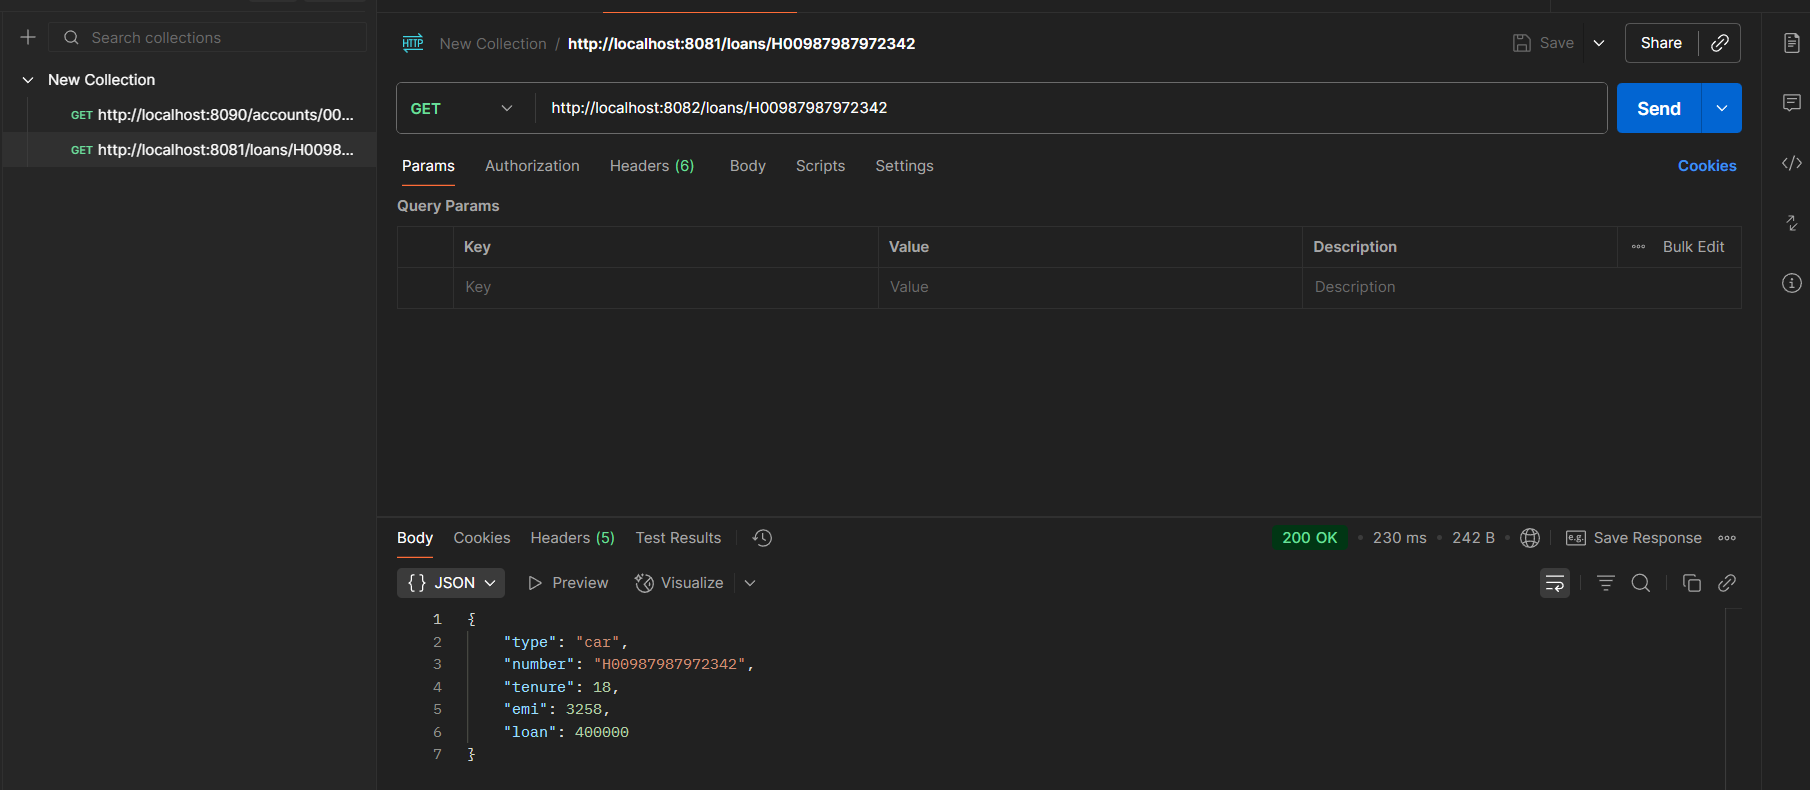 Search collections
New Collection
GET http://localhost:8090/accounts/00...
GET http://localhost:8081/loans/H0098...
HTTP New Collection / http://localhost:8081/loans/H00987987972342
Save
Share
GET http://localhost:8082/loans/H00987987972342
Send
Params Authorization Headers (6) Body Scripts Settings Cookies
Query Params
Key Value Description Bulk Edit
Key Value Description
Body Cookies Headers (5) Test Results 200 OK • 230 ms • 242 B e.g. Save Response
{} JSON Preview Visualize
1 {
2 "type": "car",
3 "number": "H00987987972342",
4 "tenure": 18,
5 "emi": 3258,
6 "loan": 400000
7 }